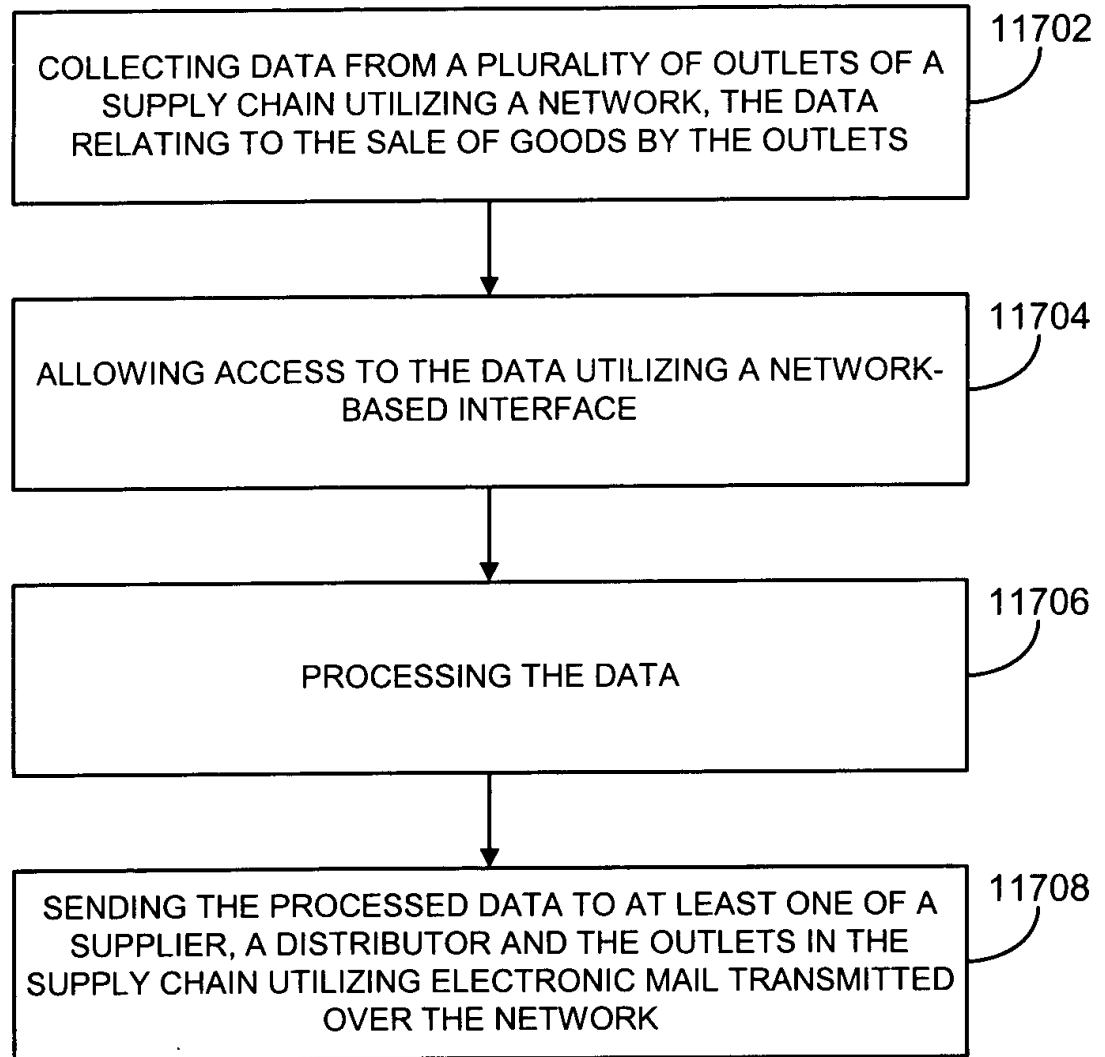 11702
COLLECTING DATA FROM A PLURALITY OF OUTLETS OF A
SUPPLY CHAIN UTILIZING A NETWORK, THE DATA
RELATING TO THE SALE OF GOODS BY THE OUTLETS
11704
ALLOWING ACCESS TO THE DATA UTILIZING A NETWORK-
BASED INTERFACE
11706
PROCESSING THE DATA
11708
SENDING THE PROCESSED DATA TO AT LEAST ONE OF A
SUPPLIER, A DISTRIBUTOR AND THE OUTLETS IN THE
SUPPLY CHAIN UTILIZING ELECTRONIC MAIL TRANSMITTED
OVER THE NETWORK